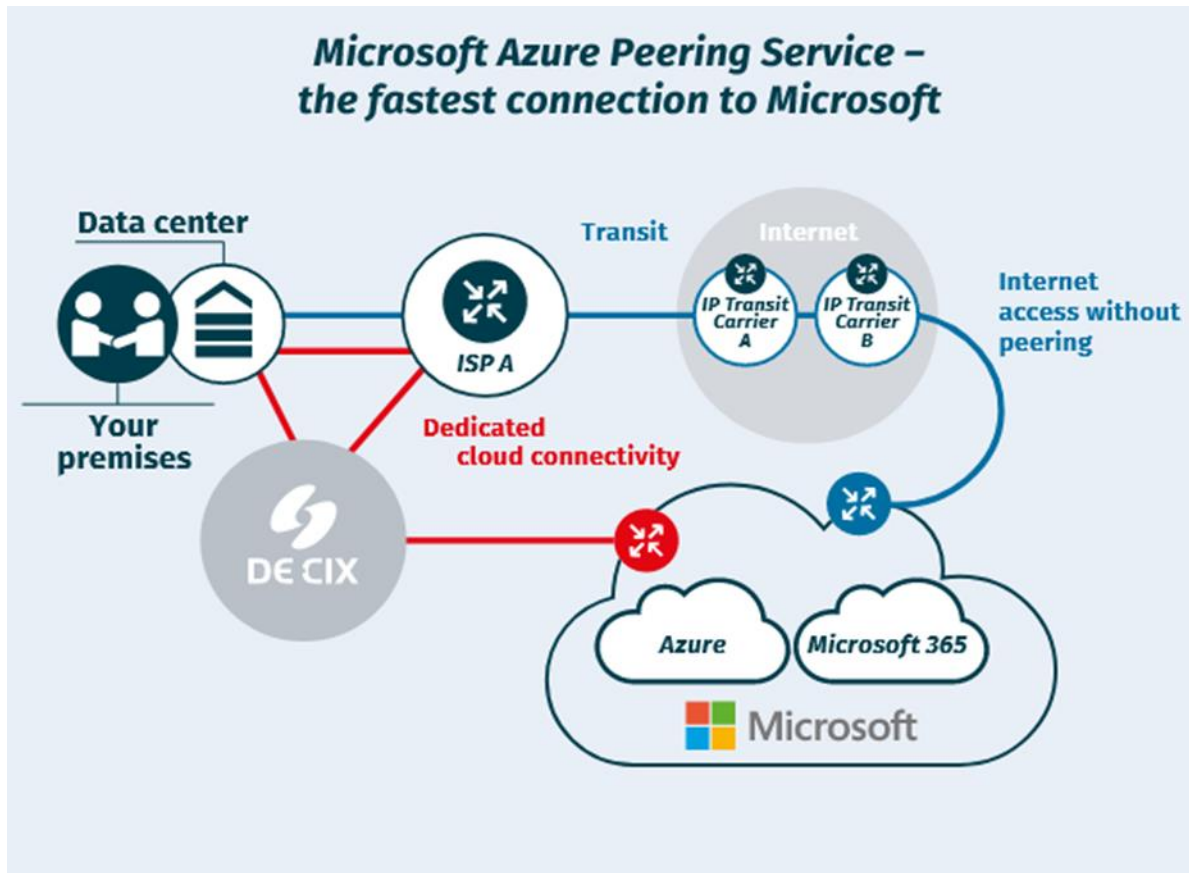 Microsoft Azure Peering Service –
the fastest connection to Microsoft
Data center
Your
premises
ISP A
Transit
Internet
IP Transit
Carrier
A
IP Transit
Carrier
B
Internet
access without
peering
Dedicated
cloud connectivity
DE CIX
Azure
Microsoft 365
Microsoft